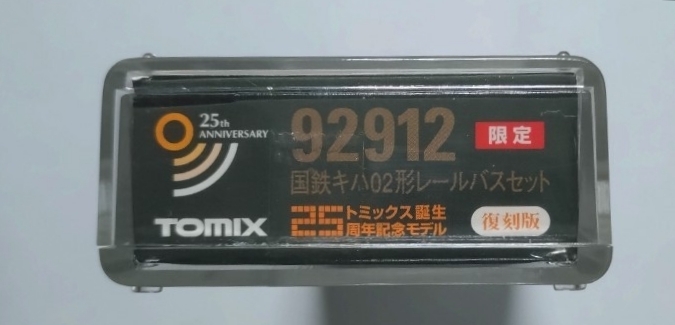 25th
ANNIVERSARY
92912
限定
国鉄キハ02形レールバスセット
TOMIX
25
トミックス誕生
周年記念モデル
復刻版